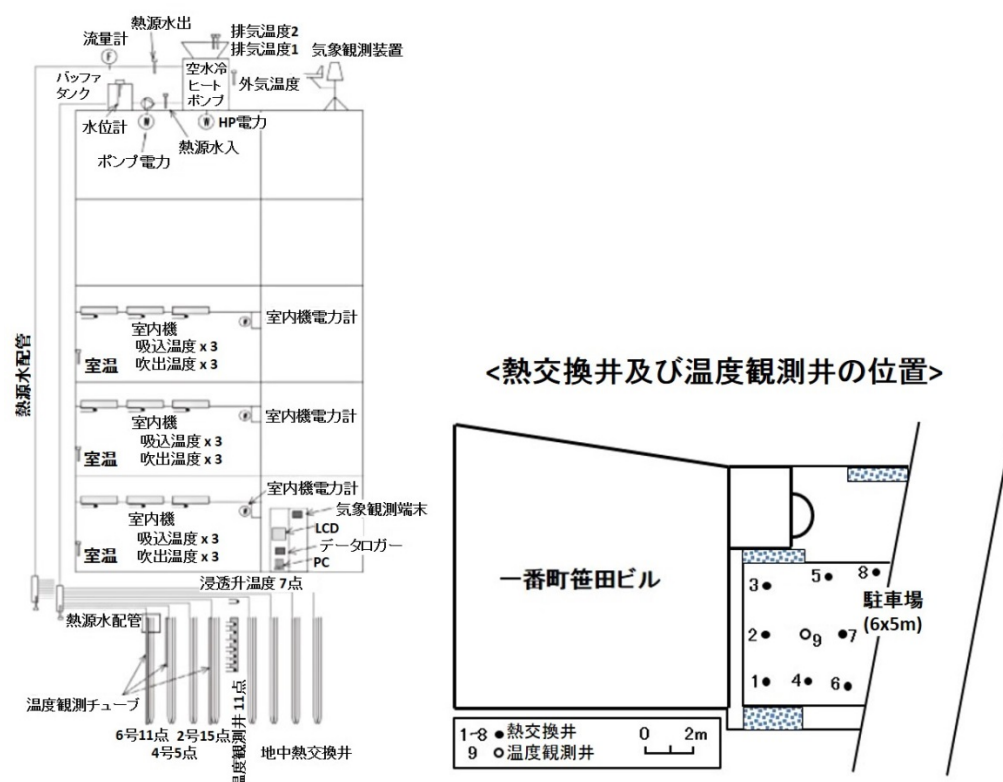 熱源水出
流量計
F
排気温度2
排気温度1
気象観測装置
バッファ
タンク
空水冷
ヒート
ポンプ
外気温度
水位計
W
W
HP電力
熱源水入
ポンプ電力
熱源水配管
室内機電力計
W
室内機
吸込温度 x 3
吹出温度 x 3
室温
室内機電力計
W
室内機
吸込温度 x 3
吹出温度 x 3
室温
室内機電力計
W
室内機
吸込温度 x 3
吹出温度 x 3
室温
気象観測端末
LCD
データロガー
PC
浸透升温度 7点
熱源水配管
温度観測チューブ
6号11点
2号15点
4号5点
温度観測井 11点
地中熱交換井
<熱交換井及び温度観測井の位置>
一番町笹田ビル
3
5
8
駐車場
(6x5m)
2
9
7
1
4
6
1~8 ● 熱交換井
9 ○ 温度観測井
0 2m